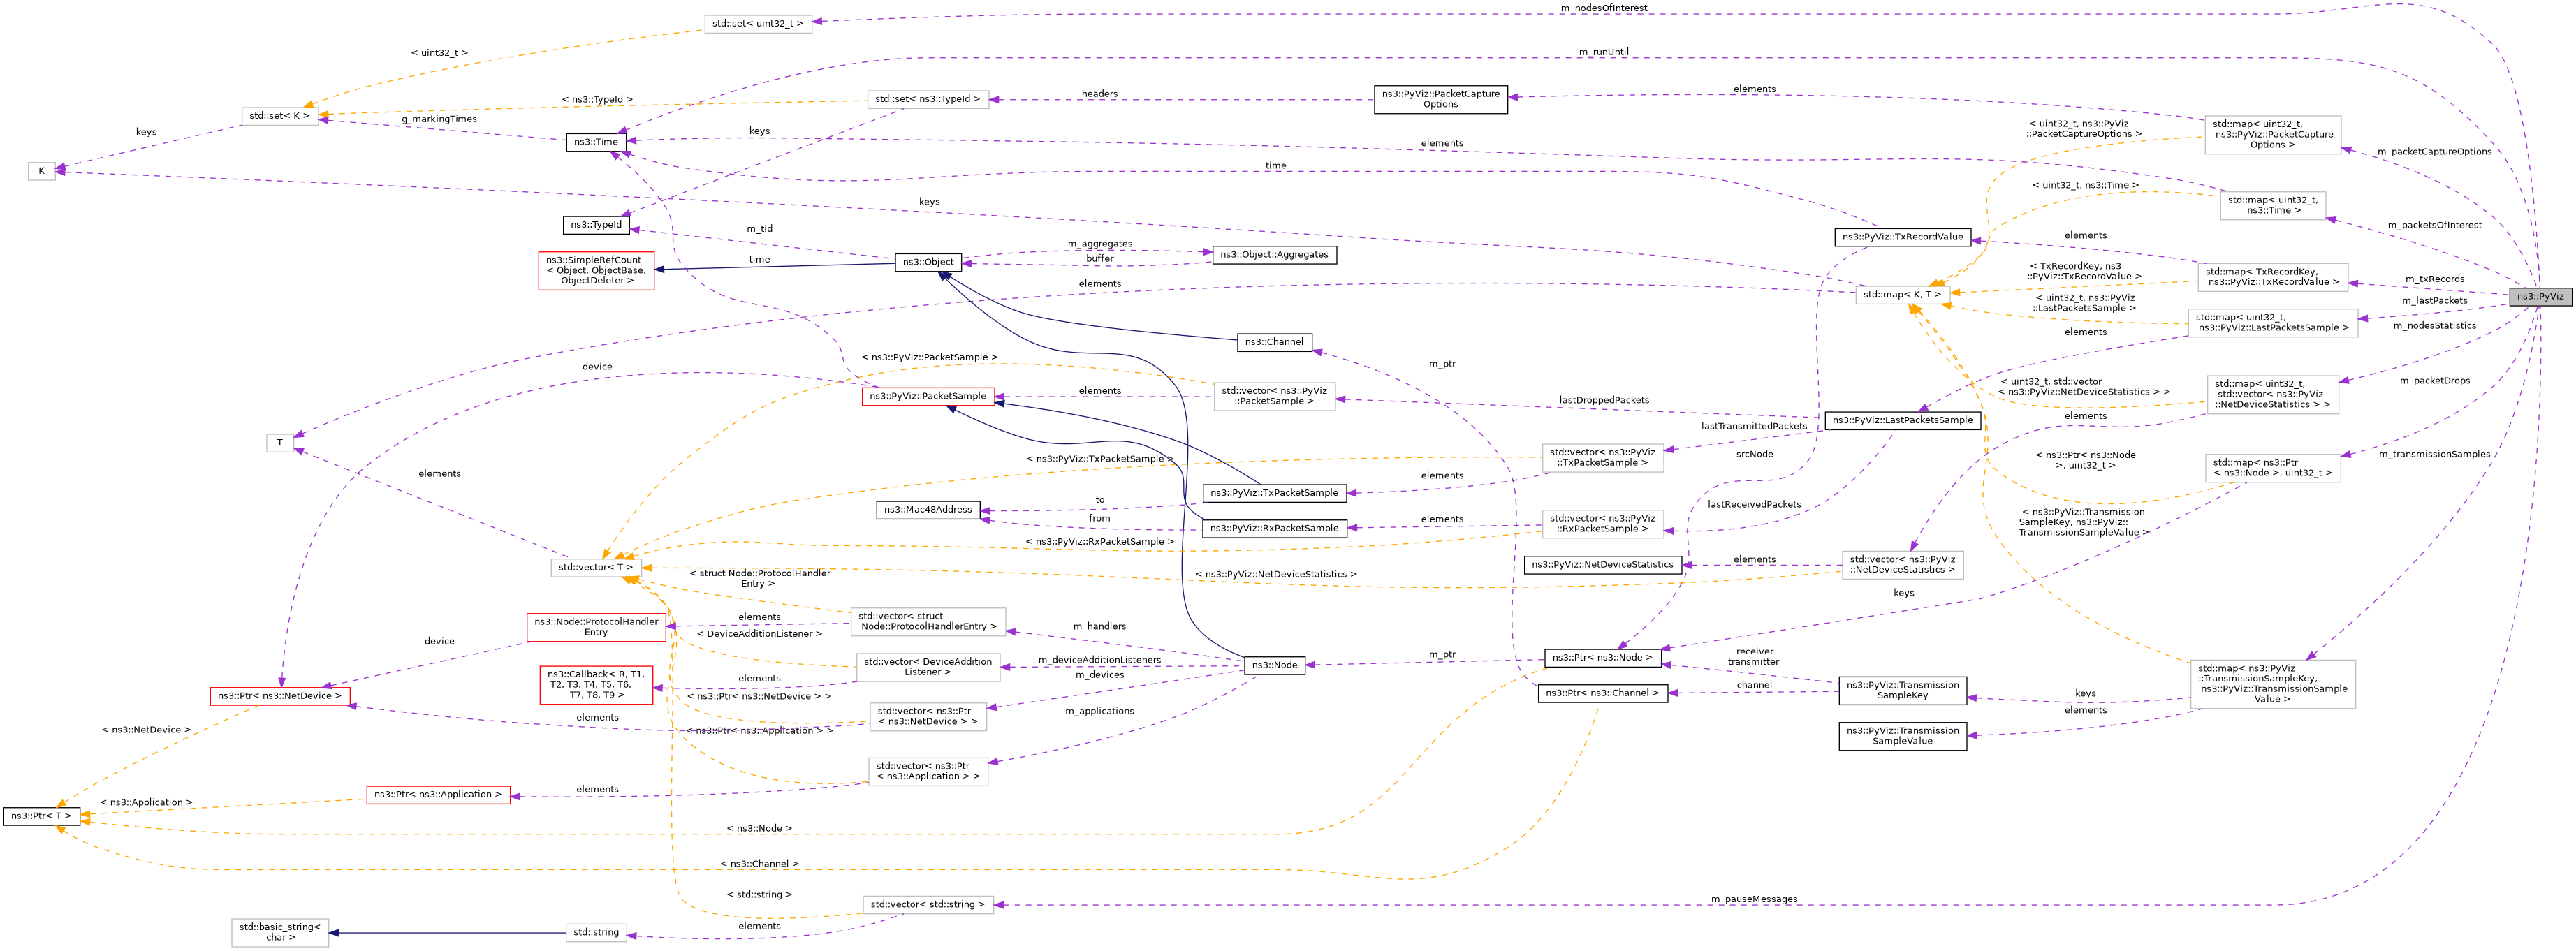 m_nodesOfInterest
std::set< uint32_t >
< uint32_t >
m_runUntil
elements
headers
ns3::PyViz::PacketCapture
Options
std::set< ns3::TypeId >
< ns3::TypeId >
std::set< K >
g_markingTimes
keys
keys
ns3::Time
K
std::map< uint32_t,
ns3::PyViz::PacketCapture
Options >
< uint32_t, ns3::PyViz
::PacketCaptureOptions >
m_packetCaptureOptions
elements
time
< uint32_t, ns3::Time >
std::map< uint32_t,
ns3::Time >
m_packetsOfInterest
keys
ns3::TypeId
m_tid
m_aggregates
buffer
ns3::Object::Aggregates
ns3::Object
time
ns3::SimpleRefCount
< Object, ObjectBase,
ObjectDeleter >
ns3::PyViz::TxRecordValue
elements
< TxRecordKey, ns3
::PyViz::TxRecordValue >
std::map< TxRecordKey,
ns3::PyViz::TxRecordValue >
m_txRecords
ns3::PyViz
elements
std::map< K, T >
< uint32_t, ns3::PyViz
::LastPacketsSample >
std::map< uint32_t,
ns3::PyViz::LastPacketsSample >
m_lastPackets
m_nodesStatistics
elements
ns3::Channel
m_ptr
device
< ns3::PyViz::PacketSample >
ns3::PyViz::PacketSample
elements
std::vector< ns3::PyViz
::PacketSample >
lastDroppedPackets
< uint32_t, std::vector
< ns3::PyViz::NetDeviceStatistics > >
std::map< uint32_t,
std::vector< ns3::PyViz
::NetDeviceStatistics > >
m_packetDrops
elements
ns3::PyViz::LastPacketsSample
lastTransmittedPackets
T
elements
< ns3::PyViz::TxPacketSample >
std::vector< ns3::PyViz
::TxPacketSample >
srcNode
< ns3::Ptr< ns3::Node
>, uint32_t >
std::map< ns3::Ptr
< ns3::Node >, uint32_t >
m_transmissionSamples
elements
ns3::PyViz::TxPacketSample
to
ns3::Mac48Address
from
ns3::PyViz::RxPacketSample
elements
std::vector< ns3::PyViz
::RxPacketSample >
lastReceivedPackets
< ns3::PyViz::RxPacketSample >
< ns3::PyViz::Transmission
SampleKey, ns3::PyViz::
TransmissionSampleValue >
std::vector< T >
< struct Node::ProtocolHandler
Entry >
< ns3::PyViz::NetDeviceStatistics >
ns3::PyViz::NetDeviceStatistics
elements
std::vector< ns3::PyViz
::NetDeviceStatistics >
keys
ns3::Node::ProtocolHandler
Entry
elements
std::vector< struct
Node::ProtocolHandlerEntry >
m_handlers
device
< DeviceAdditionListener >
std::vector< DeviceAddition
Listener >
m_deviceAdditionListeners
m_devices
ns3::Node
m_ptr
ns3::Ptr< ns3::Node >
receiver
transmitter
ns3::Callback< R, T1,
T2, T3, T4, T5, T6,
T7, T8, T9 >
elements
ns3::Ptr< ns3::NetDevice >
< ns3::Ptr< ns3::NetDevice > >
std::vector< ns3::Ptr
< ns3::NetDevice > >
m_applications
ns3::Ptr< ns3::Channel >
channel
ns3::PyViz::Transmission
SampleKey
keys
std::map< ns3::PyViz
::TransmissionSampleKey,
ns3::PyViz::TransmissionSample
Value >
elements
elements
ns3::PyViz::Transmission
SampleValue
< ns3::NetDevice >
< ns3::Ptr< ns3::Application > >
std::vector< ns3::Ptr
< ns3::Application > >
elements
ns3::Ptr< ns3::Application >
< ns3::Application >
ns3::Ptr< T >
< ns3::Node >
< ns3::Channel >
< std::string >
std::vector< std::string >
m_pauseMessages
elements
std::string
std::basic_string<
char >